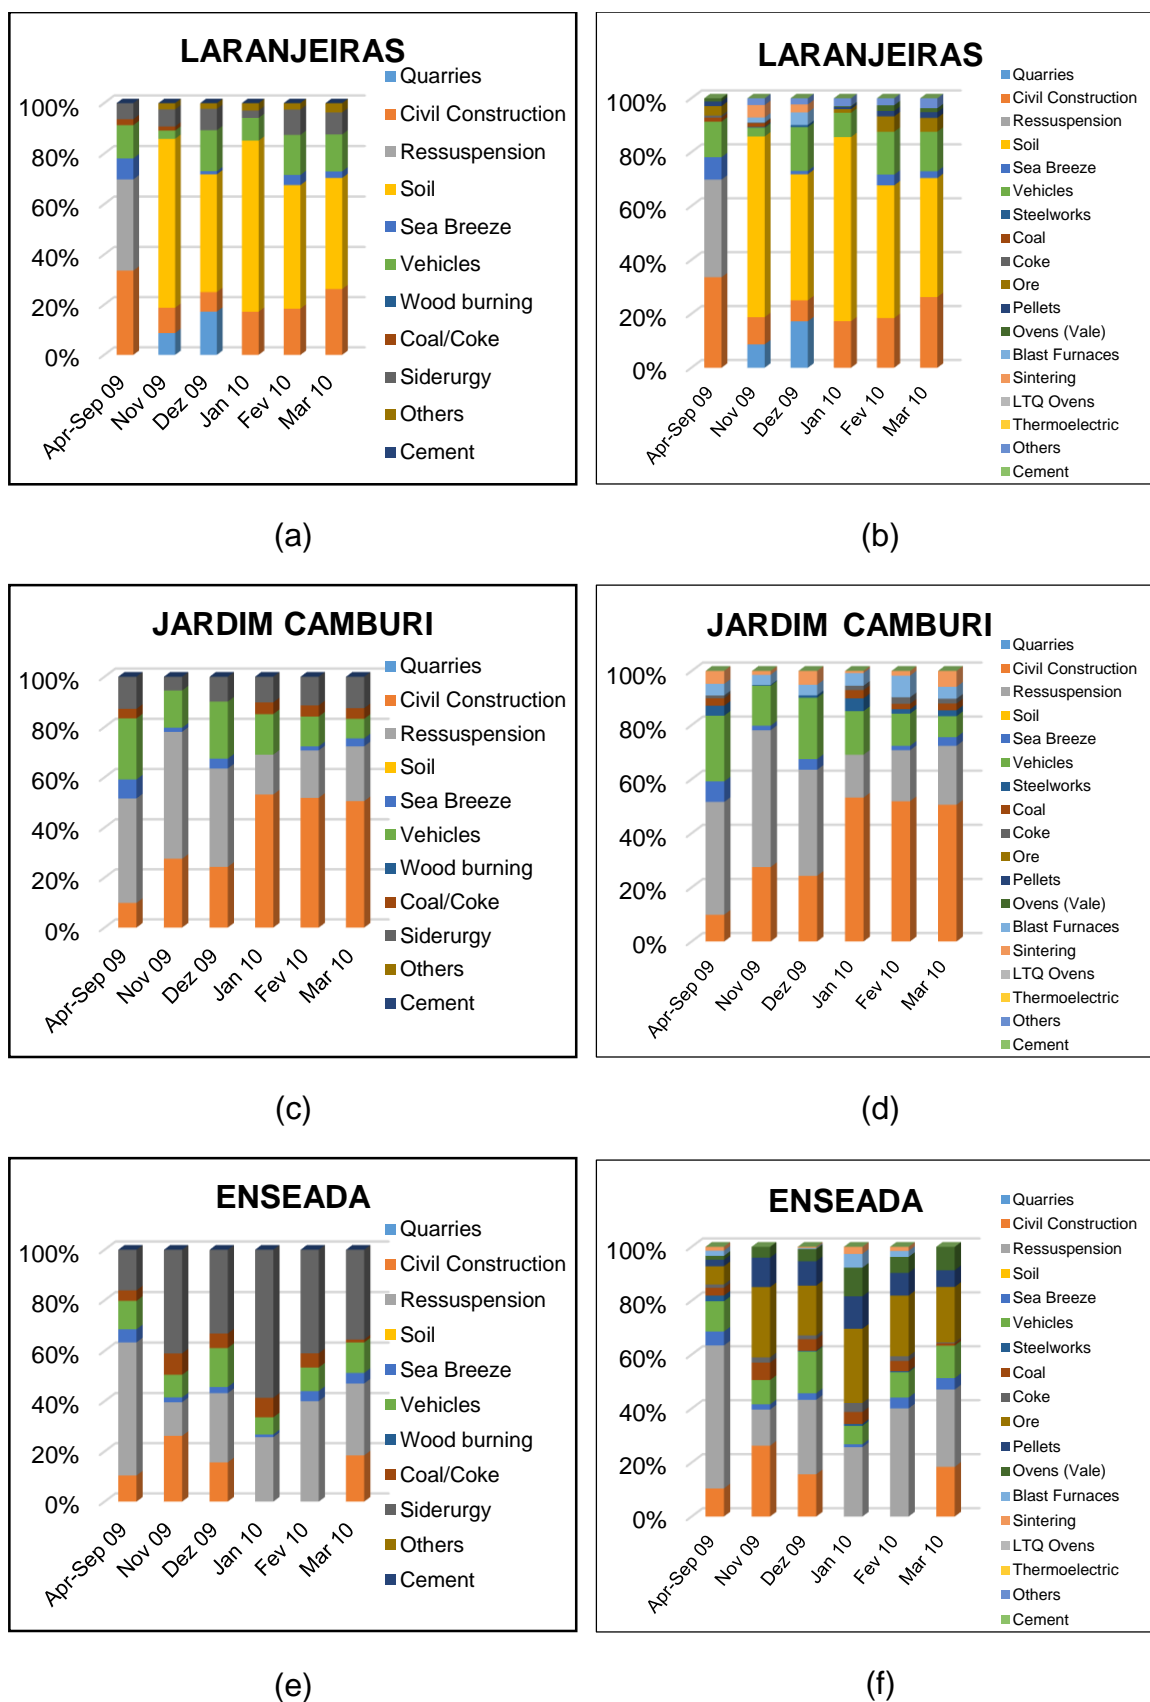 LARANJEIRAS
Quarries
Civil Construction
Ressuspension
Soil
Sea Breeze
Vehicles
Wood burning
Coal/Coke
Siderurgy
Others
Cement
100%
80%
60%
40%
20%
0%
Apr-Sep 09
Nov 09
Dez 09
Jan 10
Fev 10
Mar 10
(a)
LARANJEIRAS
Quarries
Civil Construction
Ressuspension
Soil
Sea Breeze
Vehicles
Steelworks
Coal
Coke
Ore
Pellets
Ovens (Vale)
Blast Furnaces
Sintering
LTQ Ovens
Thermoelectric
Others
Cement
100%
80%
60%
40%
20%
0%
Apr-Sep 09
Nov 09
Dez 09
Jan 10
Fev 10
Mar 10
(b)
JARDIM CAMBURI
Quarries
Civil Construction
Ressuspension
Soil
Sea Breeze
Vehicles
Wood burning
Coal/Coke
Siderurgy
Others
Cement
100%
80%
60%
40%
20%
0%
Apr-Sep 09
Nov 09
Dez 09
Jan 10
Fev 10
Mar 10
(c)
JARDIM CAMBURI
Quarries
Civil Construction
Ressuspension
Soil
Sea Breeze
Vehicles
Steelworks
Coal
Coke
Ore
Pellets
Ovens (Vale)
Blast Furnaces
Sintering
LTQ Ovens
Thermoelectric
Others
Cement
100%
80%
60%
40%
20%
0%
Apr-Sep 09
Nov 09
Dez 09
Jan 10
Fev 10
Mar 10
(d)
ENSEADA
Quarries
Civil Construction
Ressuspension
Soil
Sea Breeze
Vehicles
Wood burning
Coal/Coke
Siderurgy
Others
Cement
100%
80%
60%
40%
20%
0%
Apr-Sep 09
Nov 09
Dez 09
Jan 10
Fev 10
Mar 10
(e)
ENSEADA
Quarries
Civil Construction
Ressuspension
Soil
Sea Breeze
Vehicles
Steelworks
Coal
Coke
Ore
Pellets
Ovens (Vale)
Blast Furnaces
Sintering
LTQ Ovens
Thermoelectric
Others
Cement
100%
80%
60%
40%
20%
0%
Apr-Sep 09
Nov 09
Dez 09
Jan 10
Fev 10
Mar 10
(f)